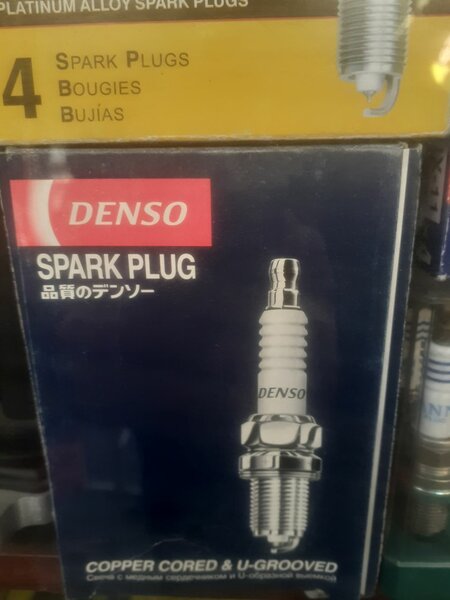 PLATINUM ALLOY SPARK PLUGS
4
SPARK PLUGS
BOUGIES
BUJÍAS
DENSO
SPARK PLUG
品質のデンソー
DENSO
COPPER CORED & U-GROOVED
Свеча с медным сердечником и U-образной выемкой